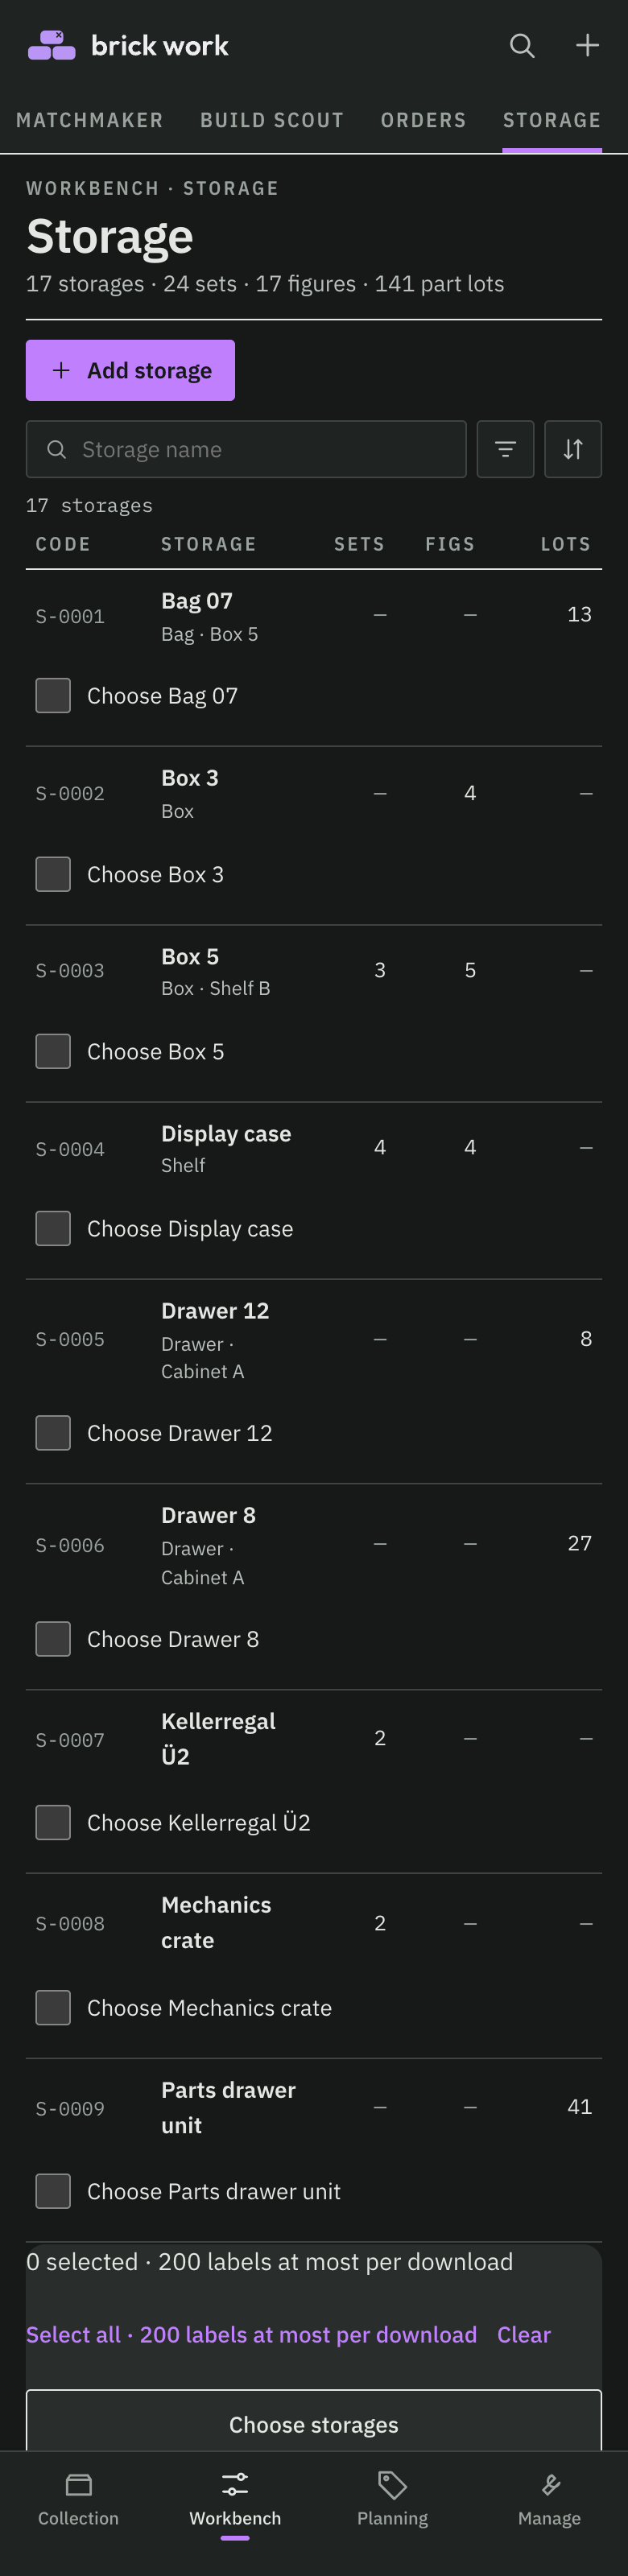 brick work
MATCHMAKER BUILD SCOUT ORDERS STORAGE
WORKBENCH · STORAGE
Storage
17 storages · 24 sets · 17 figures · 141 part lots
Add storage
Storage name
17 storages
CODE STORAGE SETS FIGS LOTS
S-0001 Bag 07 – – 13
Bag · Box 5
Choose Bag 07
S-0002 Box 3 – 4 –
Box
Choose Box 3
S-0003 Box 5 3 5 –
Box · Shelf B
Choose Box 5
S-0004 Display case 4 4 –
Shelf
Choose Display case
S-0005 Drawer 12 – – 8
Drawer ·
Cabinet A
Choose Drawer 12
S-0006 Drawer 8 – – 27
Drawer ·
Cabinet A
Choose Drawer 8
S-0007 Kellerregal 2 – –
Ü2
Choose Kellerregal Ü2
S-0008 Mechanics 2 – –
crate
Choose Mechanics crate
S-0009 Parts drawer – – 41
unit
Choose Parts drawer unit
0 selected · 200 labels at most per download
Select all · 200 labels at most per download Clear
Choose storages
Collection Workbench Planning Manage